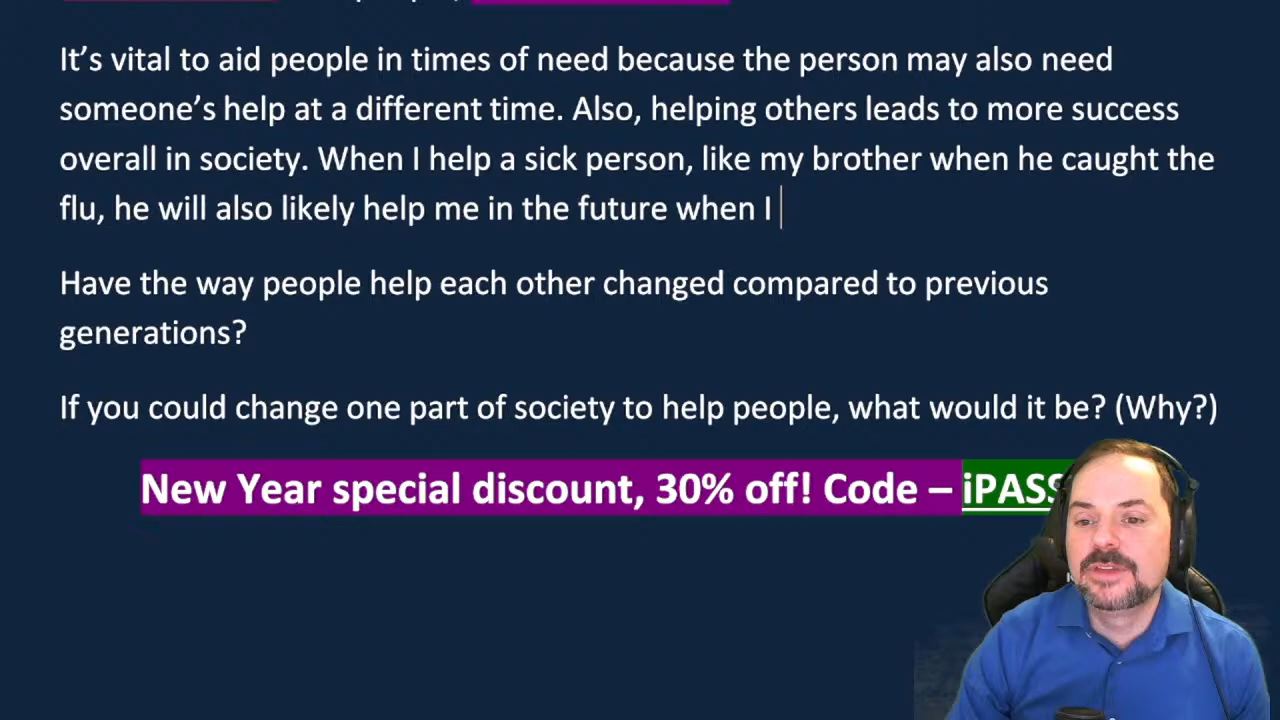 It’s vital to aid people in times of need because the person may also need
someone’s help at a different time. Also, helping others leads to more success
overall in society. When I help a sick person, like my brother when he caught the
flu, he will also likely help me in the future when I
Have the way people help each other changed compared to previous
generations?
If you could change one part of society to help people, what would it be? (Why?)
New Year special discount, 30% off! Code – iPASS